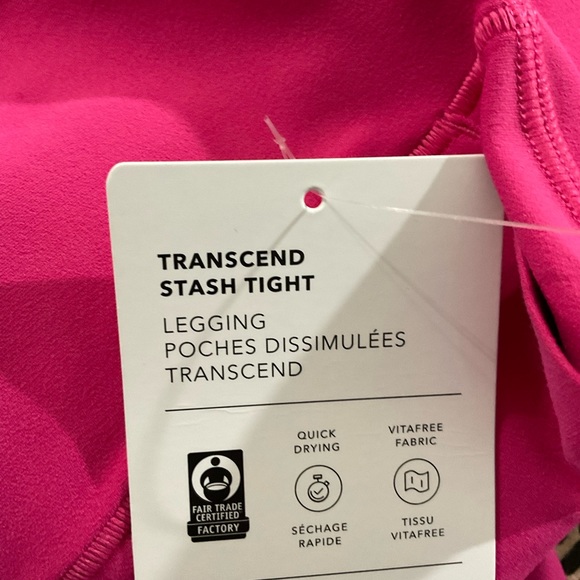 TRANSCEND
STASH TIGHT
LEGGING
POCHES DISSIMULÉES
TRANSCEND
QUICK
DRYING
VITAFREE
FABRIC
FAIR TRADE
CERTIFIED
FACTORY
SÉCHAGE
RAPIDE
TISSU
VITAFREE